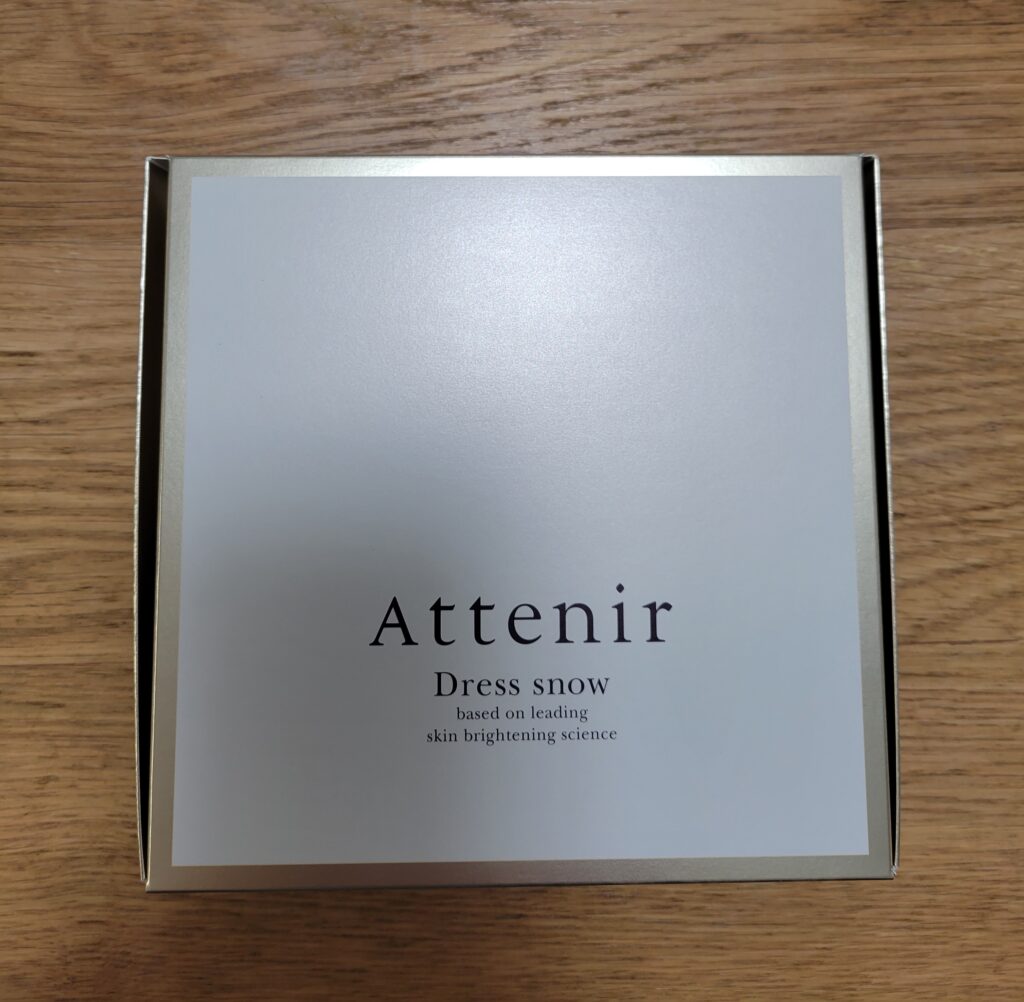 Attenir
Dress snow
based on leading
skin brightening science